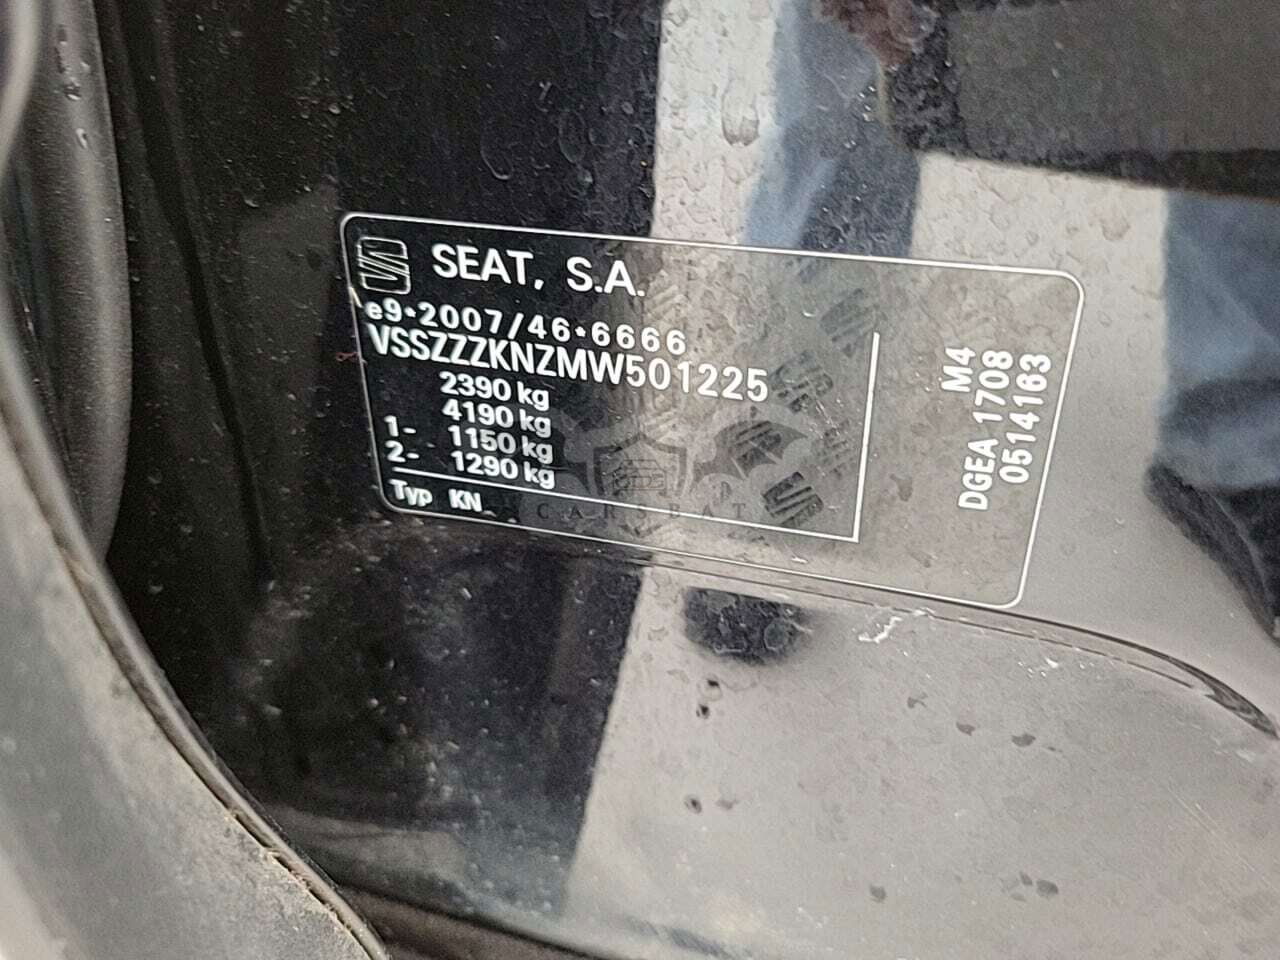 SEAT, S.A.
e9*2007/46*6666
VSSZZZKNZMW501225
2390 kg
4190 kg
1- 1150 kg
2- 1290 kg
Typ KN
M4
DGEA 1708
0514163
CARSBAT